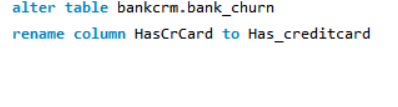 alter table bankcrm.bank_churn
rename column HasCrCard to Has_creditcard